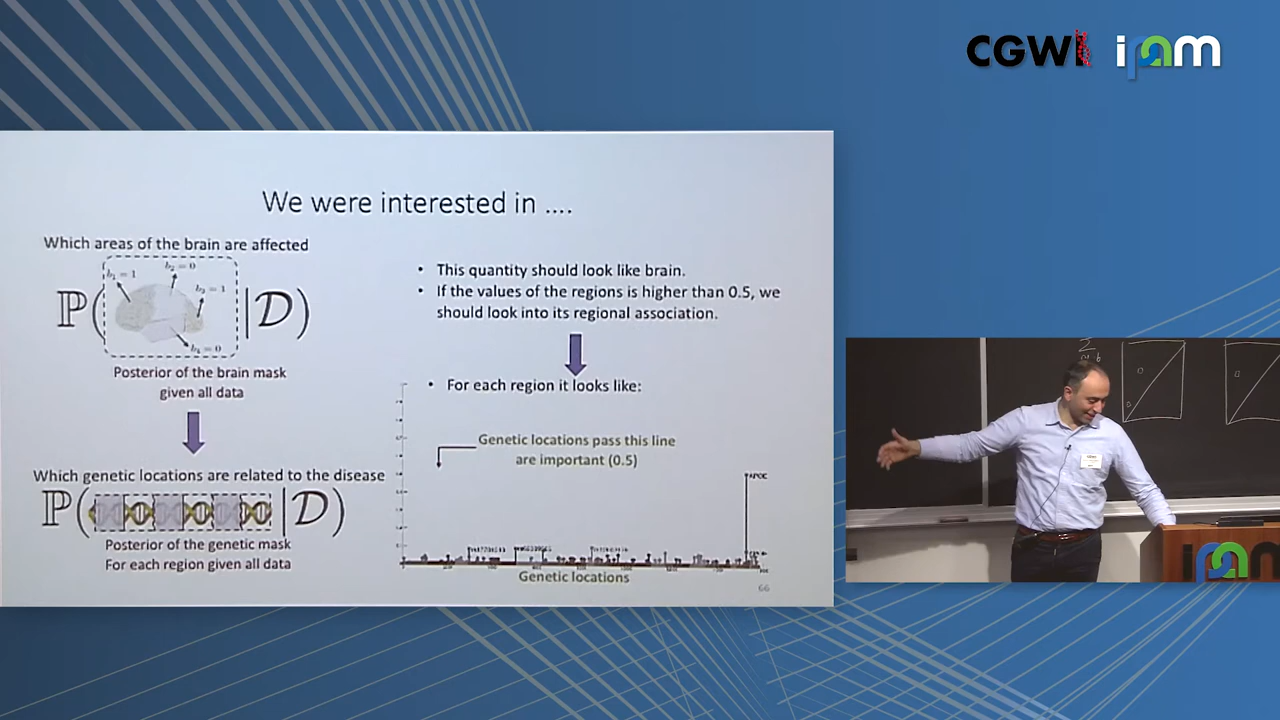 CGWI
ipam
We were interested in ....
Which areas of the brain are affected
b₁ = 1
b₂ = 0
b₃ = 1
b₄ = 0
ℙ( | 𝒟)
Posterior of the brain mask
given all data
Which genetic locations are related to the disease
ℙ( | 𝒟)
Posterior of the genetic mask
For each region given all data
• This quantity should look like brain.
• If the values of the regions is higher than 0.5, we
should look into its regional association.
• For each region it looks like:
Genetic locations pass this line
are important (0.5)
Genetic locations
66
ipam